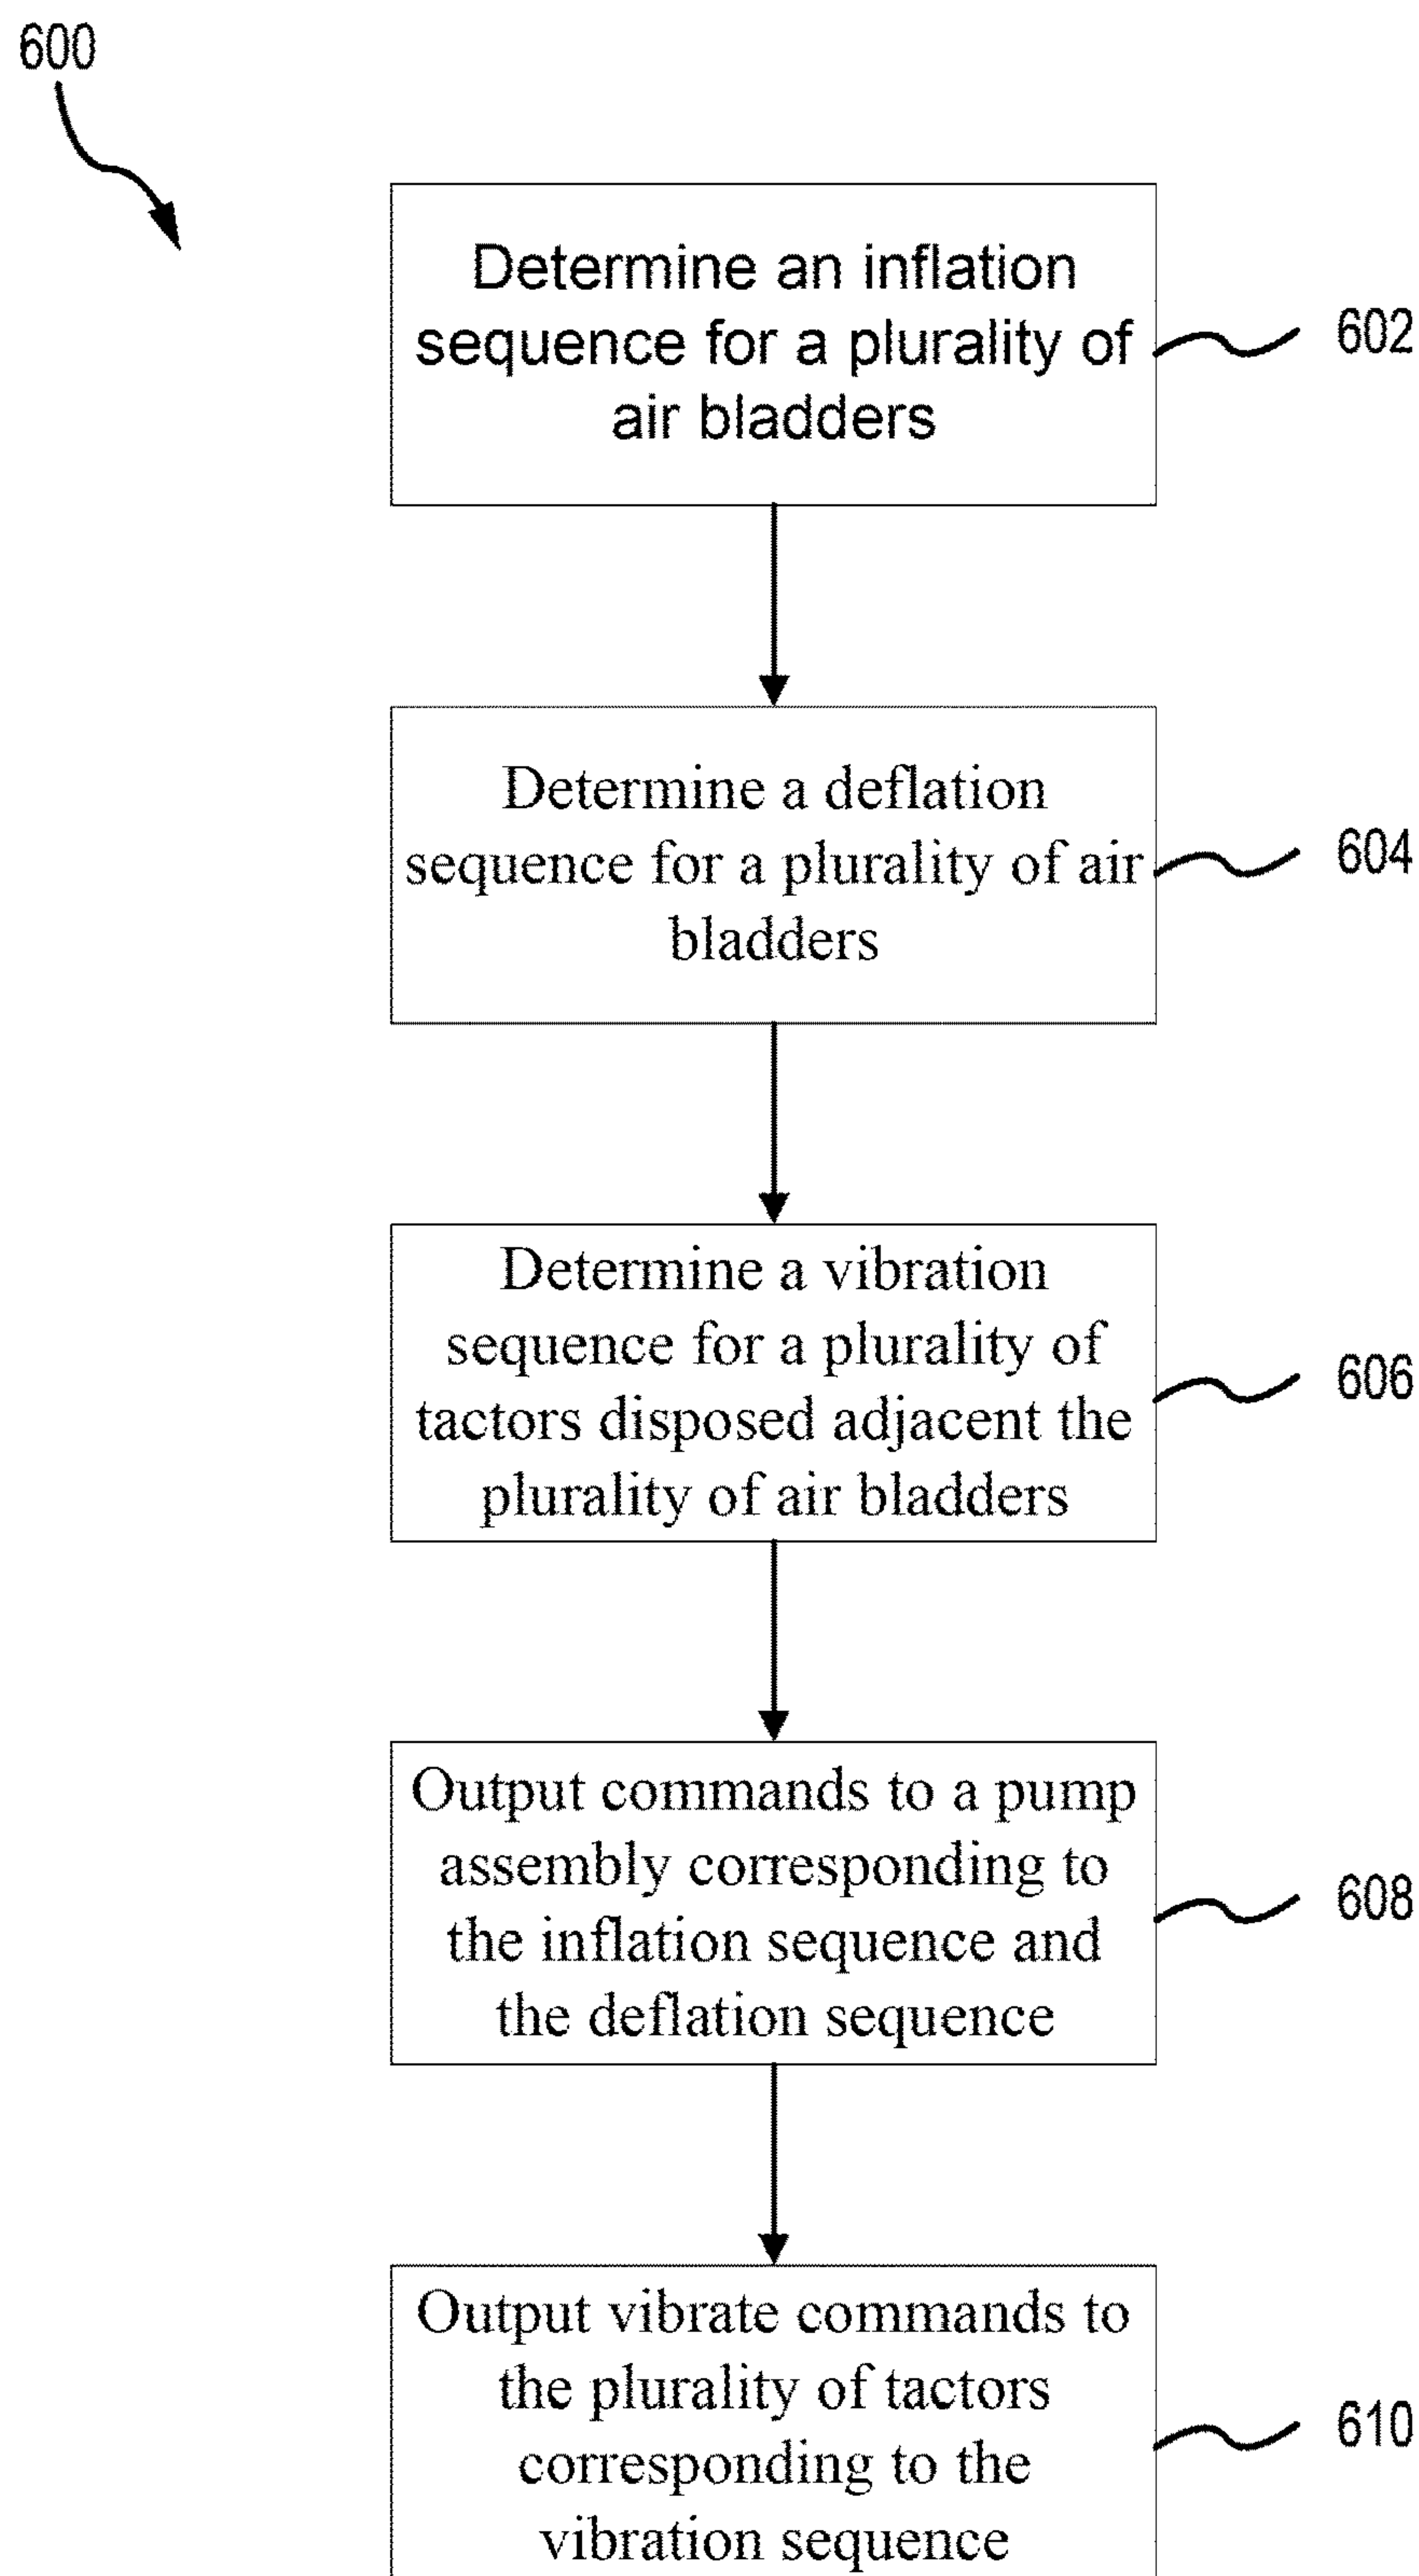 600
Determine an inflation
sequence for a plurality of
air bladders
602
Determine a deflation
sequence for a plurality of air
bladders
604
Determine a vibration
sequence for a plurality of
tactors disposed adjacent the
plurality of air bladders
606
Output commands to a pump
assembly corresponding to
the inflation sequence and
the deflation sequence
608
Output vibrate commands to
the plurality of tactors
corresponding to the
vibration sequence
610